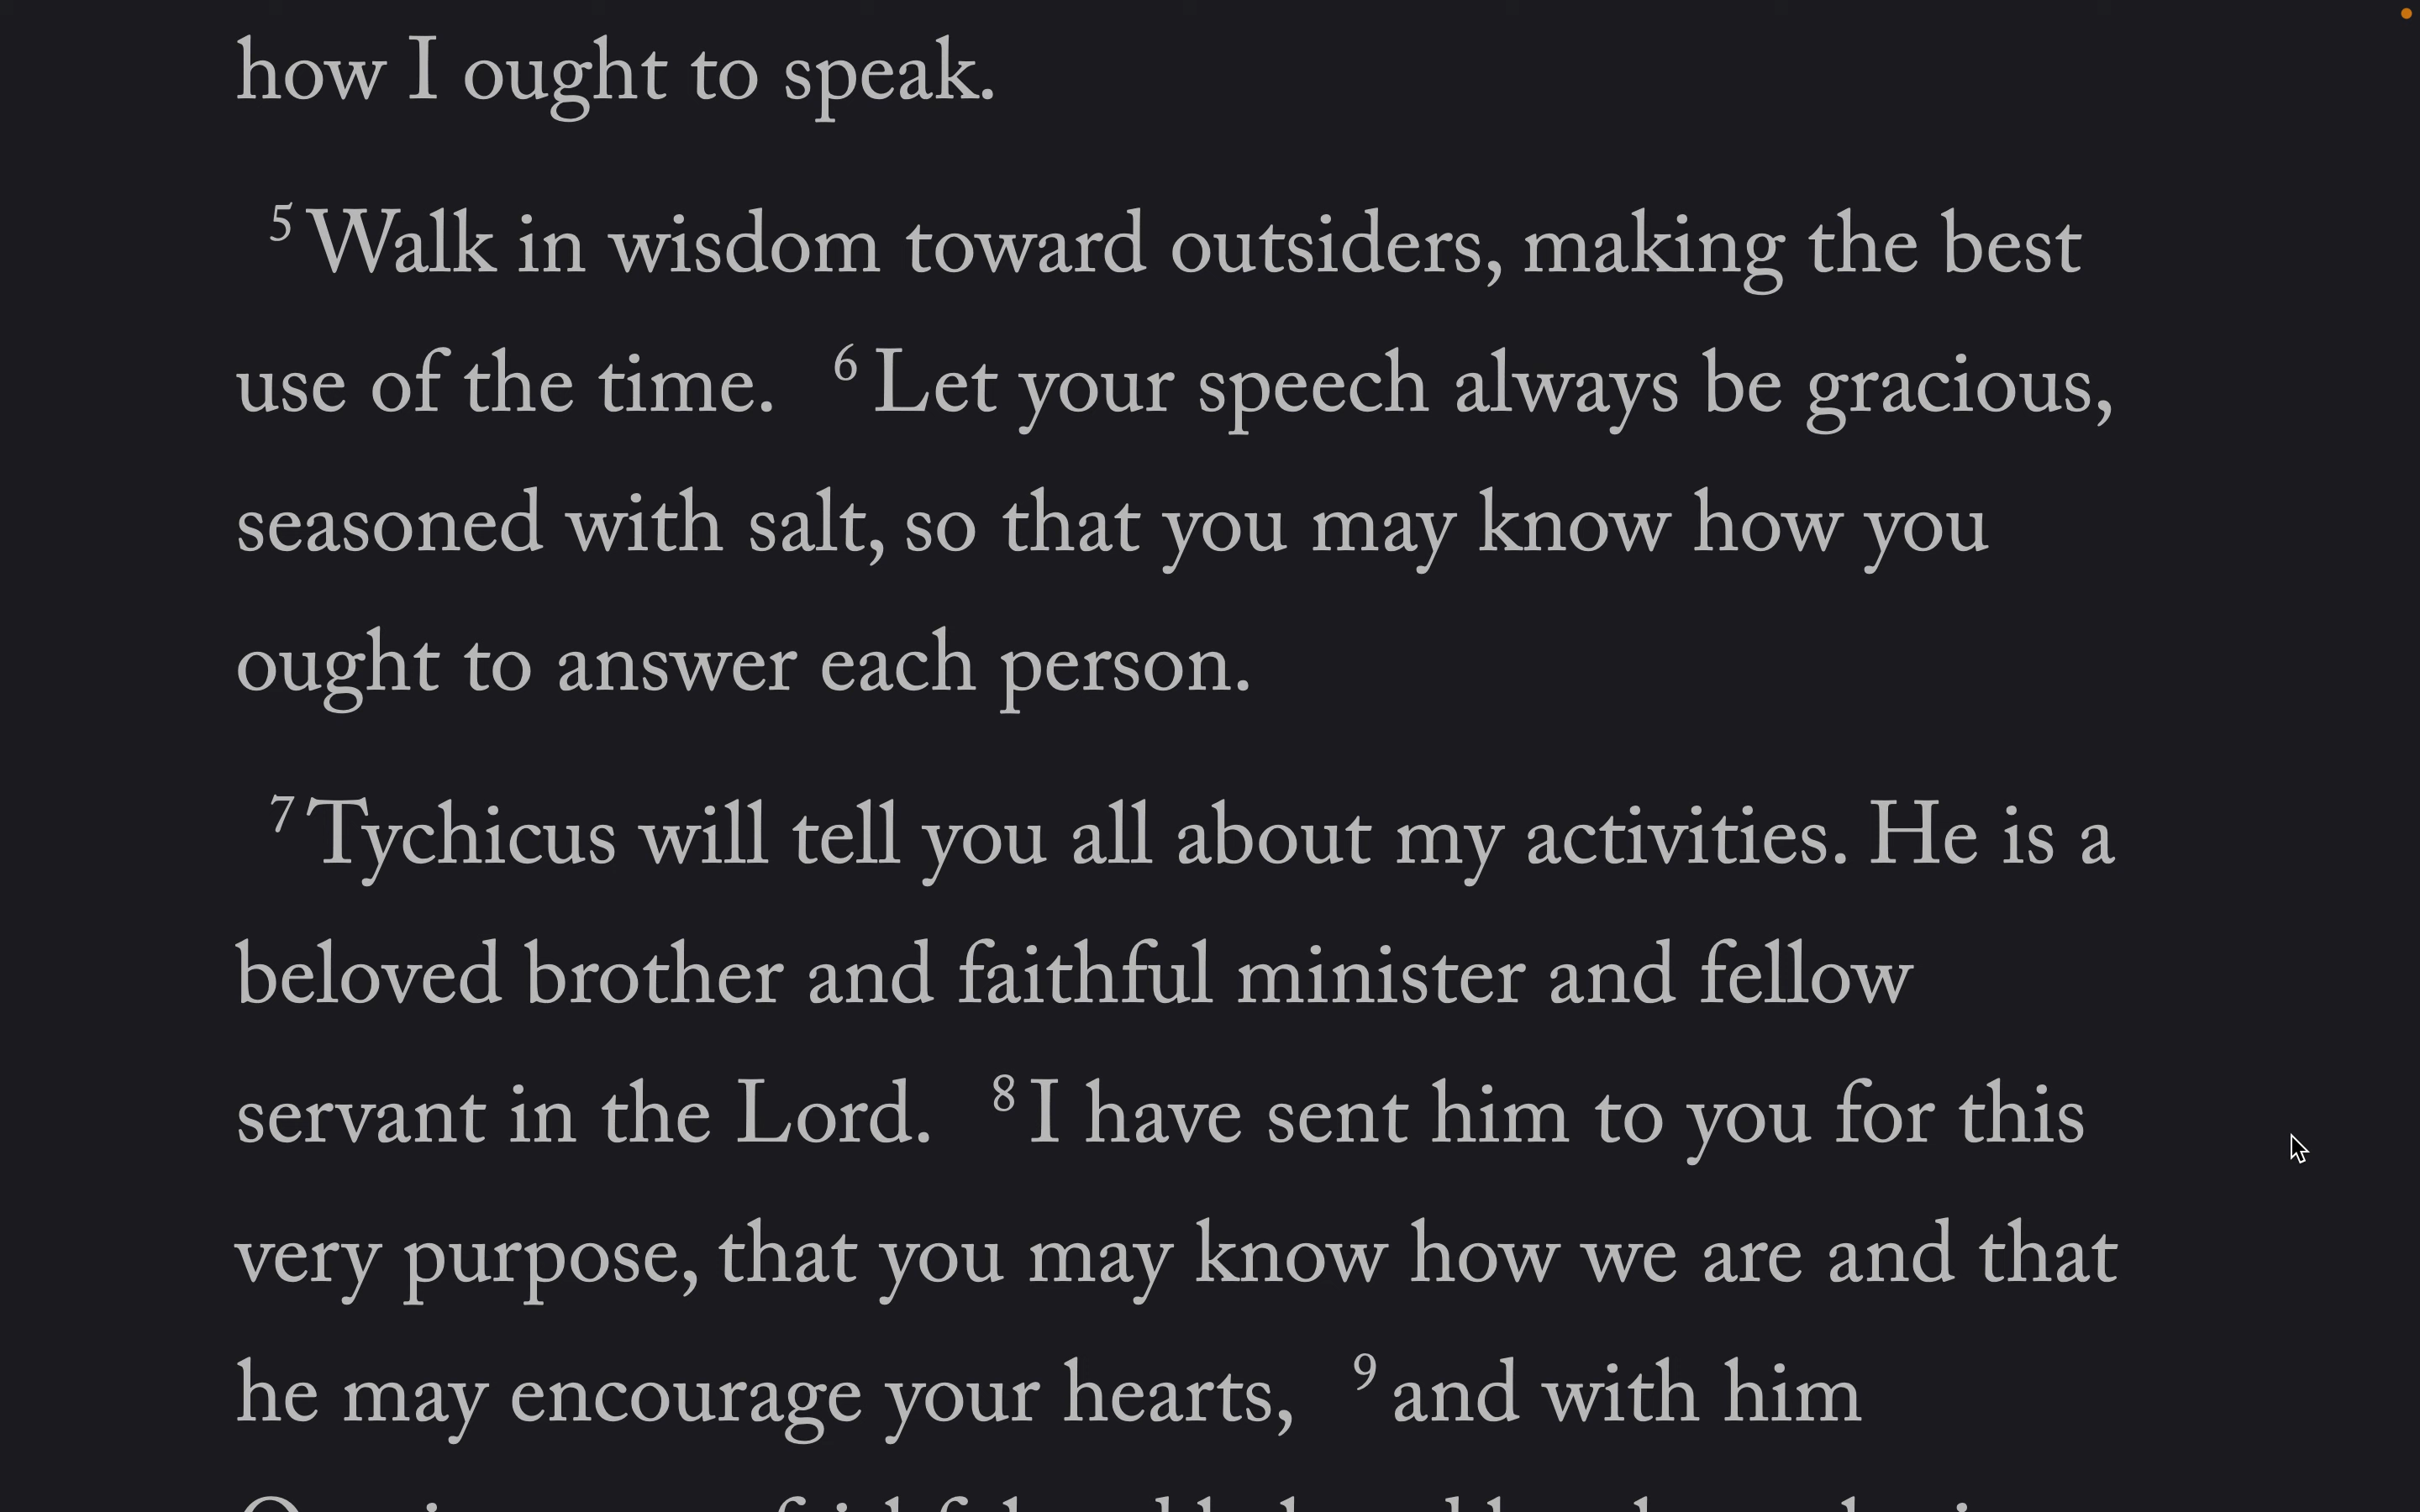 how I ought to speak.
5 Walk in wisdom toward outsiders, making the best
use of the time. 6 Let your speech always be gracious,
seasoned with salt, so that you may know how you
ought to answer each person.
7 Tychicus will tell you all about my activities. He is a
beloved brother and faithful minister and fellow
servant in the Lord. 8 I have sent him to you for this
very purpose, that you may know how we are and that
he may encourage your hearts, 9 and with him